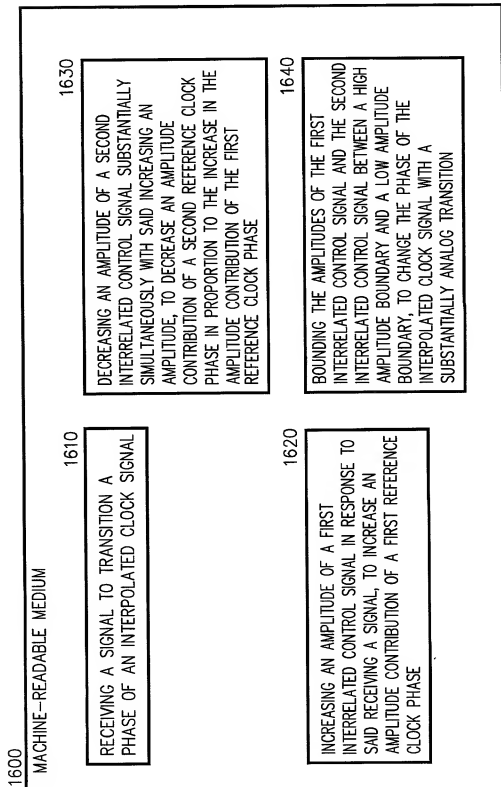 1600
MACHINE-READABLE MEDIUM
1610
RECEIVING A SIGNAL TO TRANSITION A
PHASE OF AN INTERPOLATED CLOCK SIGNAL
1620
INCREASING AN AMPLITUDE OF A FIRST
INTERRELATED CONTROL SIGNAL IN RESPONSE TO
SAID RECEIVING A SIGNAL, TO INCREASE AN
AMPLITUDE CONTRIBUTION OF A FIRST REFERENCE
CLOCK PHASE
1630
DECREASING AN AMPLITUDE OF A SECOND
INTERRELATED CONTROL SIGNAL SUBSTANTIALLY
SIMULTANEOUSLY WITH SAID INCREASING AN
AMPLITUDE, TO DECREASE AN AMPLITUDE
CONTRIBUTION OF A SECOND REFERENCE CLOCK
PHASE IN PROPORTION TO THE INCREASE IN THE
AMPLITUDE CONTRIBUTION OF THE FIRST
REFERENCE CLOCK PHASE
1640
BOUNDING THE AMPLITUDES OF THE FIRST
INTERRELATED CONTROL SIGNAL AND THE SECOND
INTERRELATED CONTROL SIGNAL BETWEEN A HIGH
AMPLITUDE BOUNDARY AND A LOW AMPLITUDE
BOUNDARY, TO CHANGE THE PHASE OF THE
INTERPOLATED CLOCK SIGNAL WITH A
SUBSTANTIALLY ANALOG TRANSITION